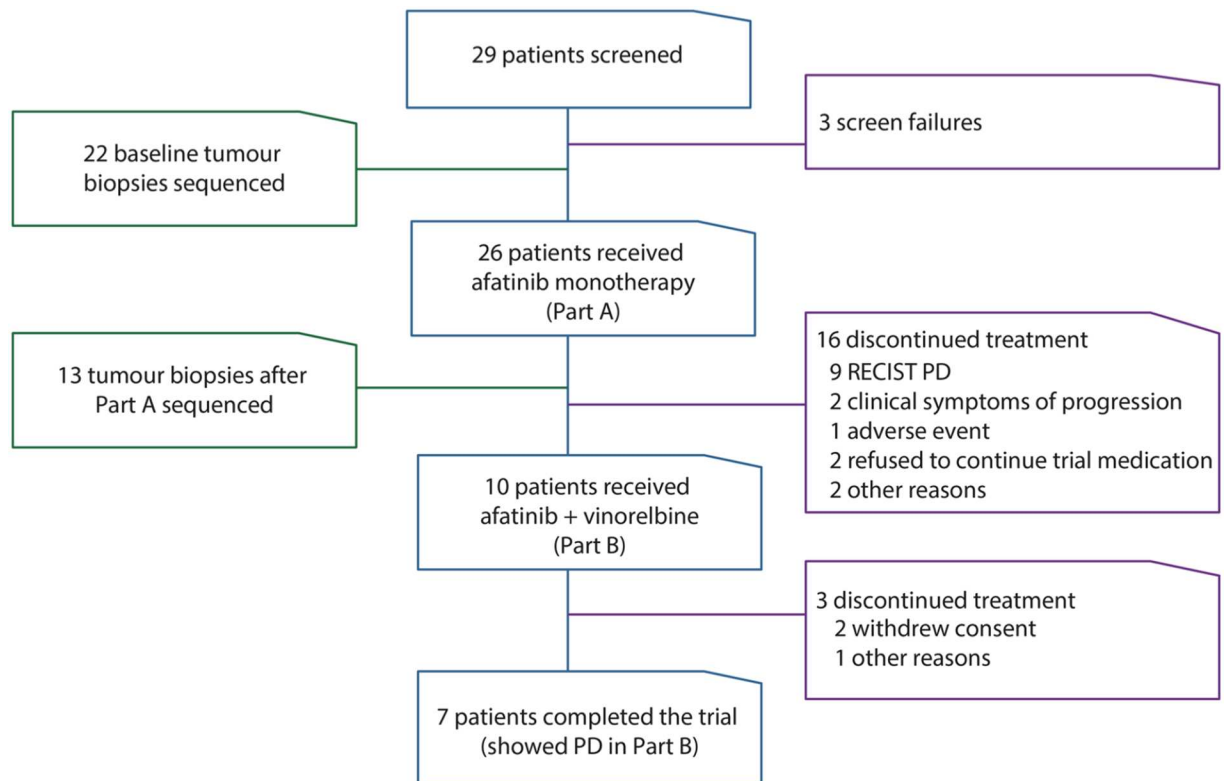 29 patients screened
3 screen failures
22 baseline tumour
biopsies sequenced
26 patients received
afatinib monotherapy
(Part A)
16 discontinued treatment
9 RECIST PD
2 clinical symptoms of progression
1 adverse event
2 refused to continue trial medication
2 other reasons
13 tumour biopsies after
Part A sequenced
10 patients received
afatinib + vinorelbine
(Part B)
3 discontinued treatment
2 withdrew consent
1 other reasons
7 patients completed the trial
(showed PD in Part B)